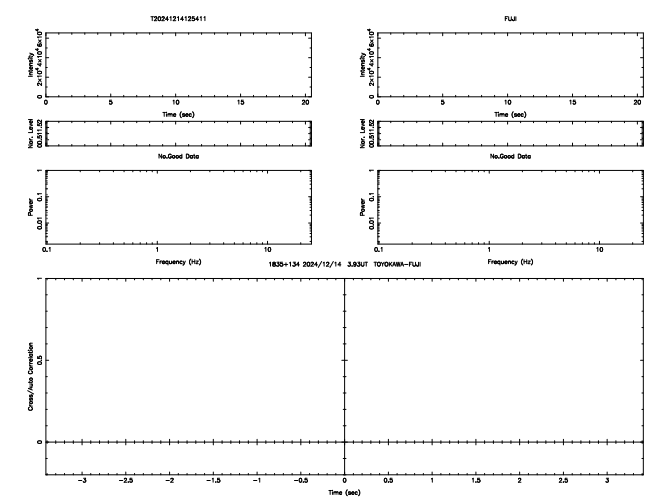 T20241214125411 FUJI
Intensity 0 2×10⁴ 4×10⁴ 6×10⁴ Intensity 0 2×10⁴ 4×10⁴ 6×10⁴
0 5 10 15 20 0 5 10 15 20
Time (sec) Time (sec)
Nor. Level 00.511.52 Nor. Level 00.511.52
No.Good Data No.Good Data
Power 0.01 0.1 1 Power 0.01 0.1 1
0.1 1 10 0.1 1 10
Frequency (Hz) Frequency (Hz)
1835+134 2024/12/14 3.93UT TOYOKAWA-FUJI
Cross/Auto Correlation 0 0.5 1
-3 -2.5 -2 -1.5 -1 -0.5 0 0.5 1 1.5 2 2.5 3
Time (sec)